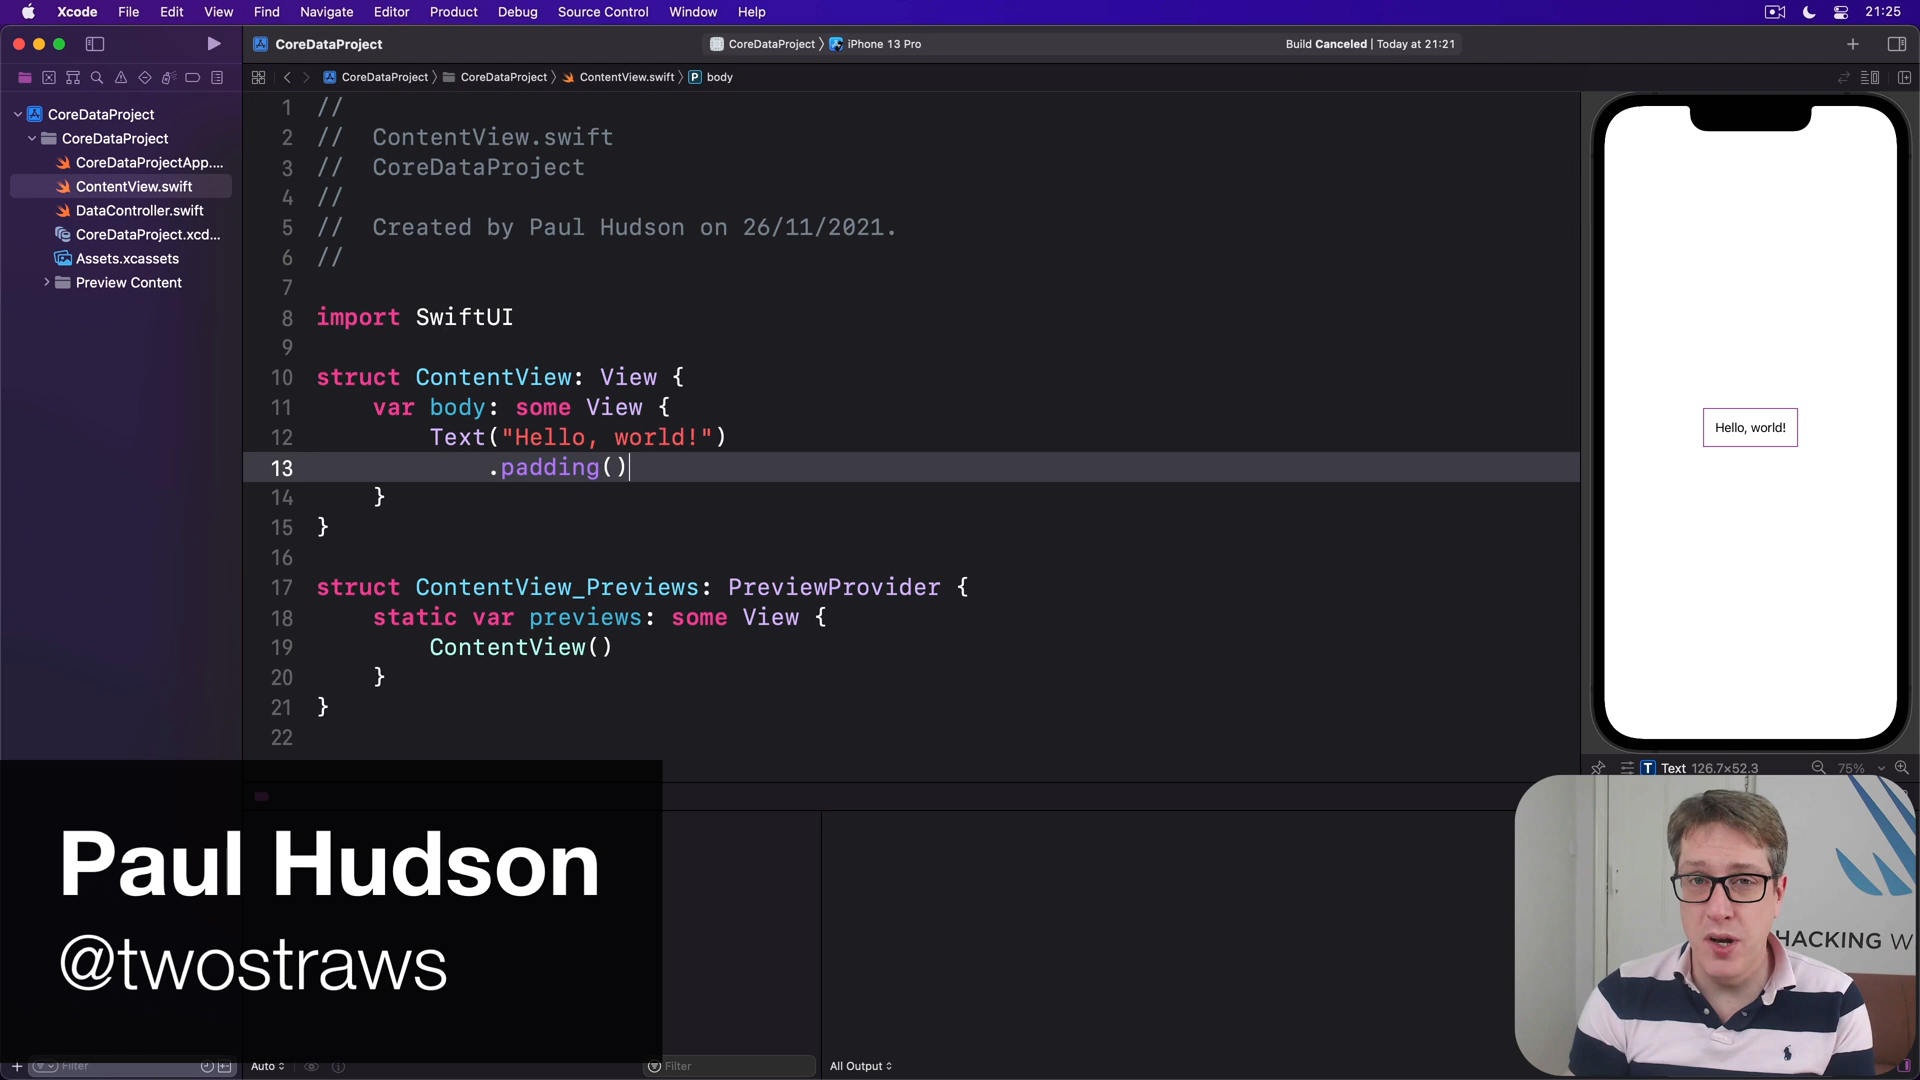 Xcode File Edit View Find Navigate Editor Product Debug Source Control Window Help 21:25
CoreDataProject CoreDataProject iPhone 13 Pro Build Canceled | Today at 21:21
CoreDataProject CoreDataProject ContentView.swift P body
CoreDataProject
CoreDataProject
CoreDataProjectApp....
ContentView.swift
DataController.swift
CoreDataProject.xcd...
Assets.xcassets
Preview Content
1 //
2 // ContentView.swift
3 // CoreDataProject
4 //
5 // Created by Paul Hudson on 26/11/2021.
6 //
7
8 import SwiftUI
9
10 struct ContentView: View {
11 var body: some View {
12 Text("Hello, world!")
13 .padding()
14 }
15 }
16
17 struct ContentView_Previews: PreviewProvider {
18 static var previews: some View {
19 ContentView()
20 }
21 }
22
Hello, world!
T Text 126.7×52.3 75%
Paul Hudson
@twostraws
HACKING W
Filter Auto Filter All Output